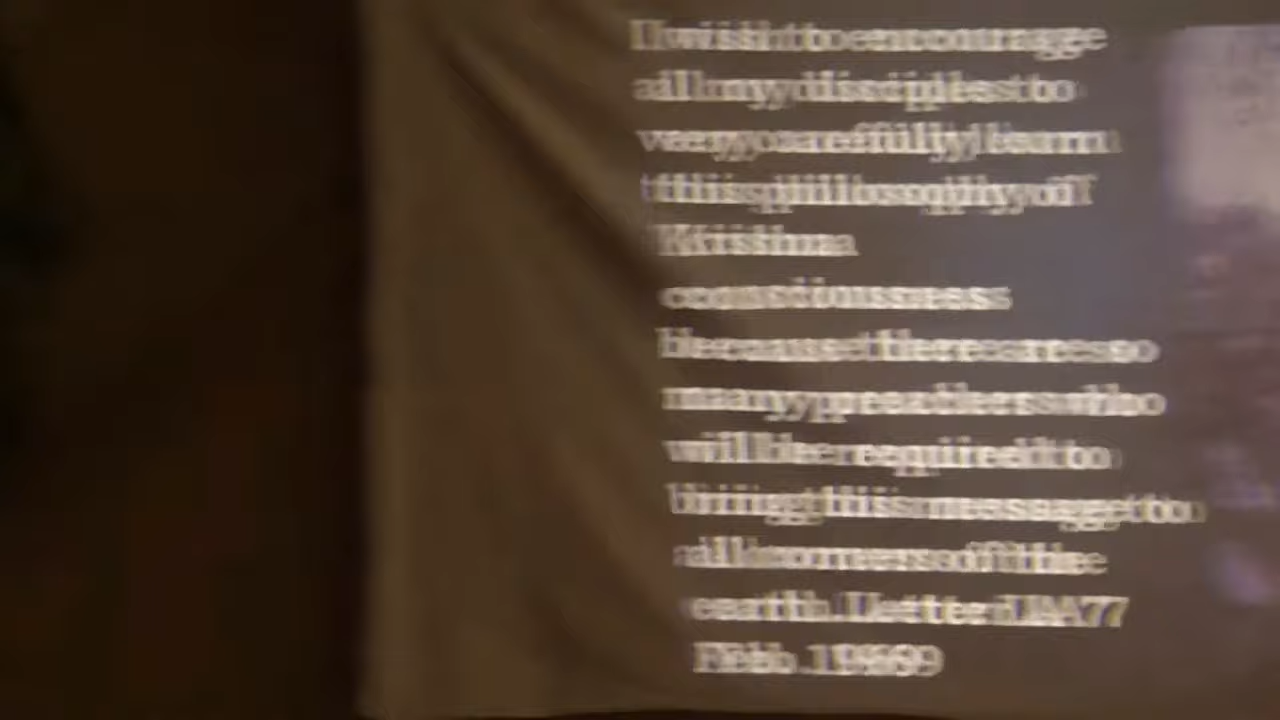 I wish to encourage
all my disciples to
very carefully learn
this philosophy of
Krishna
consciousness
because there are so
many preachers who
will be required to
bring this message to
all corners of the
earth. Letter LA 7
Feb. 1969